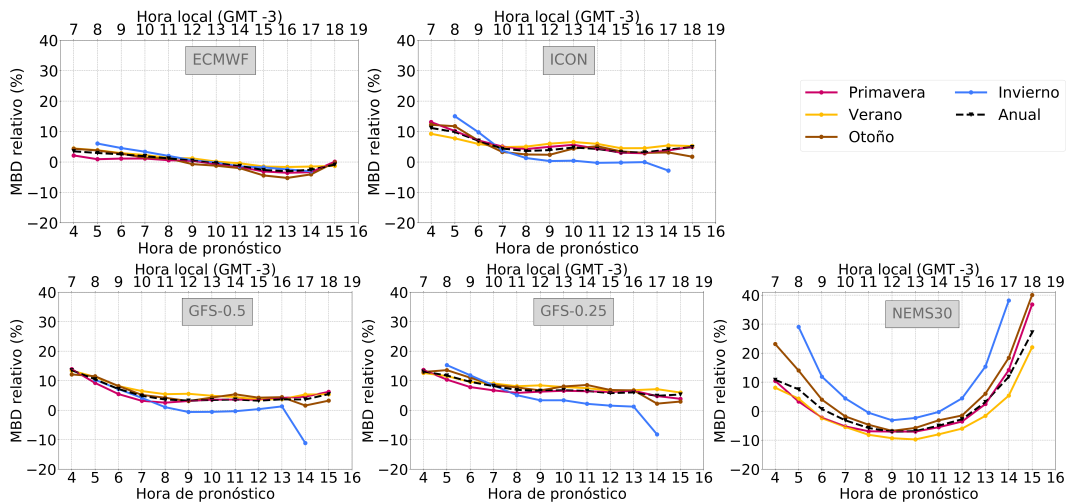 Hora local (GMT -3)
7 8 9 10 11 12 13 14 15 16 17 18 19
40
30
20
10
0
−10
−20
MBD relativo (%)
ECMWF
4 5 6 7 8 9 10 11 12 13 14 15 16
Hora de pronóstico
Hora local (GMT -3)
7 8 9 10 11 12 13 14 15 16 17 18 19
40
30
20
10
0
−10
−20
MBD relativo (%)
ICON
4 5 6 7 8 9 10 11 12 13 14 15 16
Hora de pronóstico
Primavera
Verano
Otoño
Invierno
Anual
Hora local (GMT -3)
7 8 9 10 11 12 13 14 15 16 17 18 19
40
30
20
10
0
−10
−20
MBD relativo (%)
GFS-0.5
4 5 6 7 8 9 10 11 12 13 14 15 16
Hora de pronóstico
Hora local (GMT -3)
7 8 9 10 11 12 13 14 15 16 17 18 19
40
30
20
10
0
−10
−20
MBD relativo (%)
GFS-0.25
4 5 6 7 8 9 10 11 12 13 14 15 16
Hora de pronóstico
Hora local (GMT -3)
7 8 9 10 11 12 13 14 15 16 17 18 19
40
30
20
10
0
−10
−20
MBD relativo (%)
NEMS30
4 5 6 7 8 9 10 11 12 13 14 15 16
Hora de pronóstico